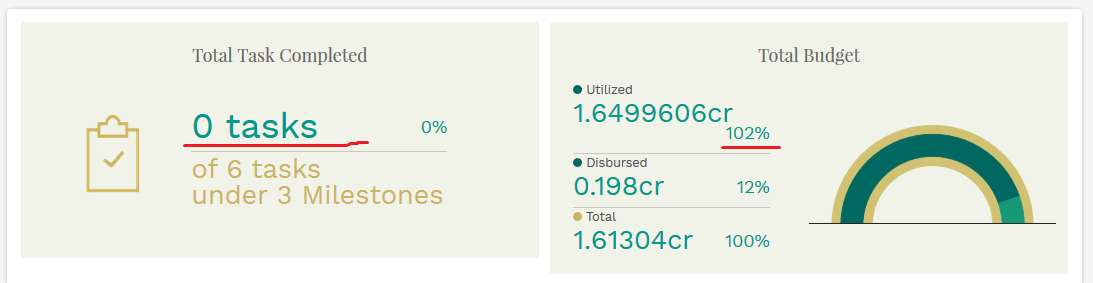 Total Task Completed
0 tasks
0%
of 6 tasks
under 3 Milestones
Total Budget
Utilized
1.6499606cr
102%
Disbursed
0.198cr
12%
Total
1.61304cr
100%